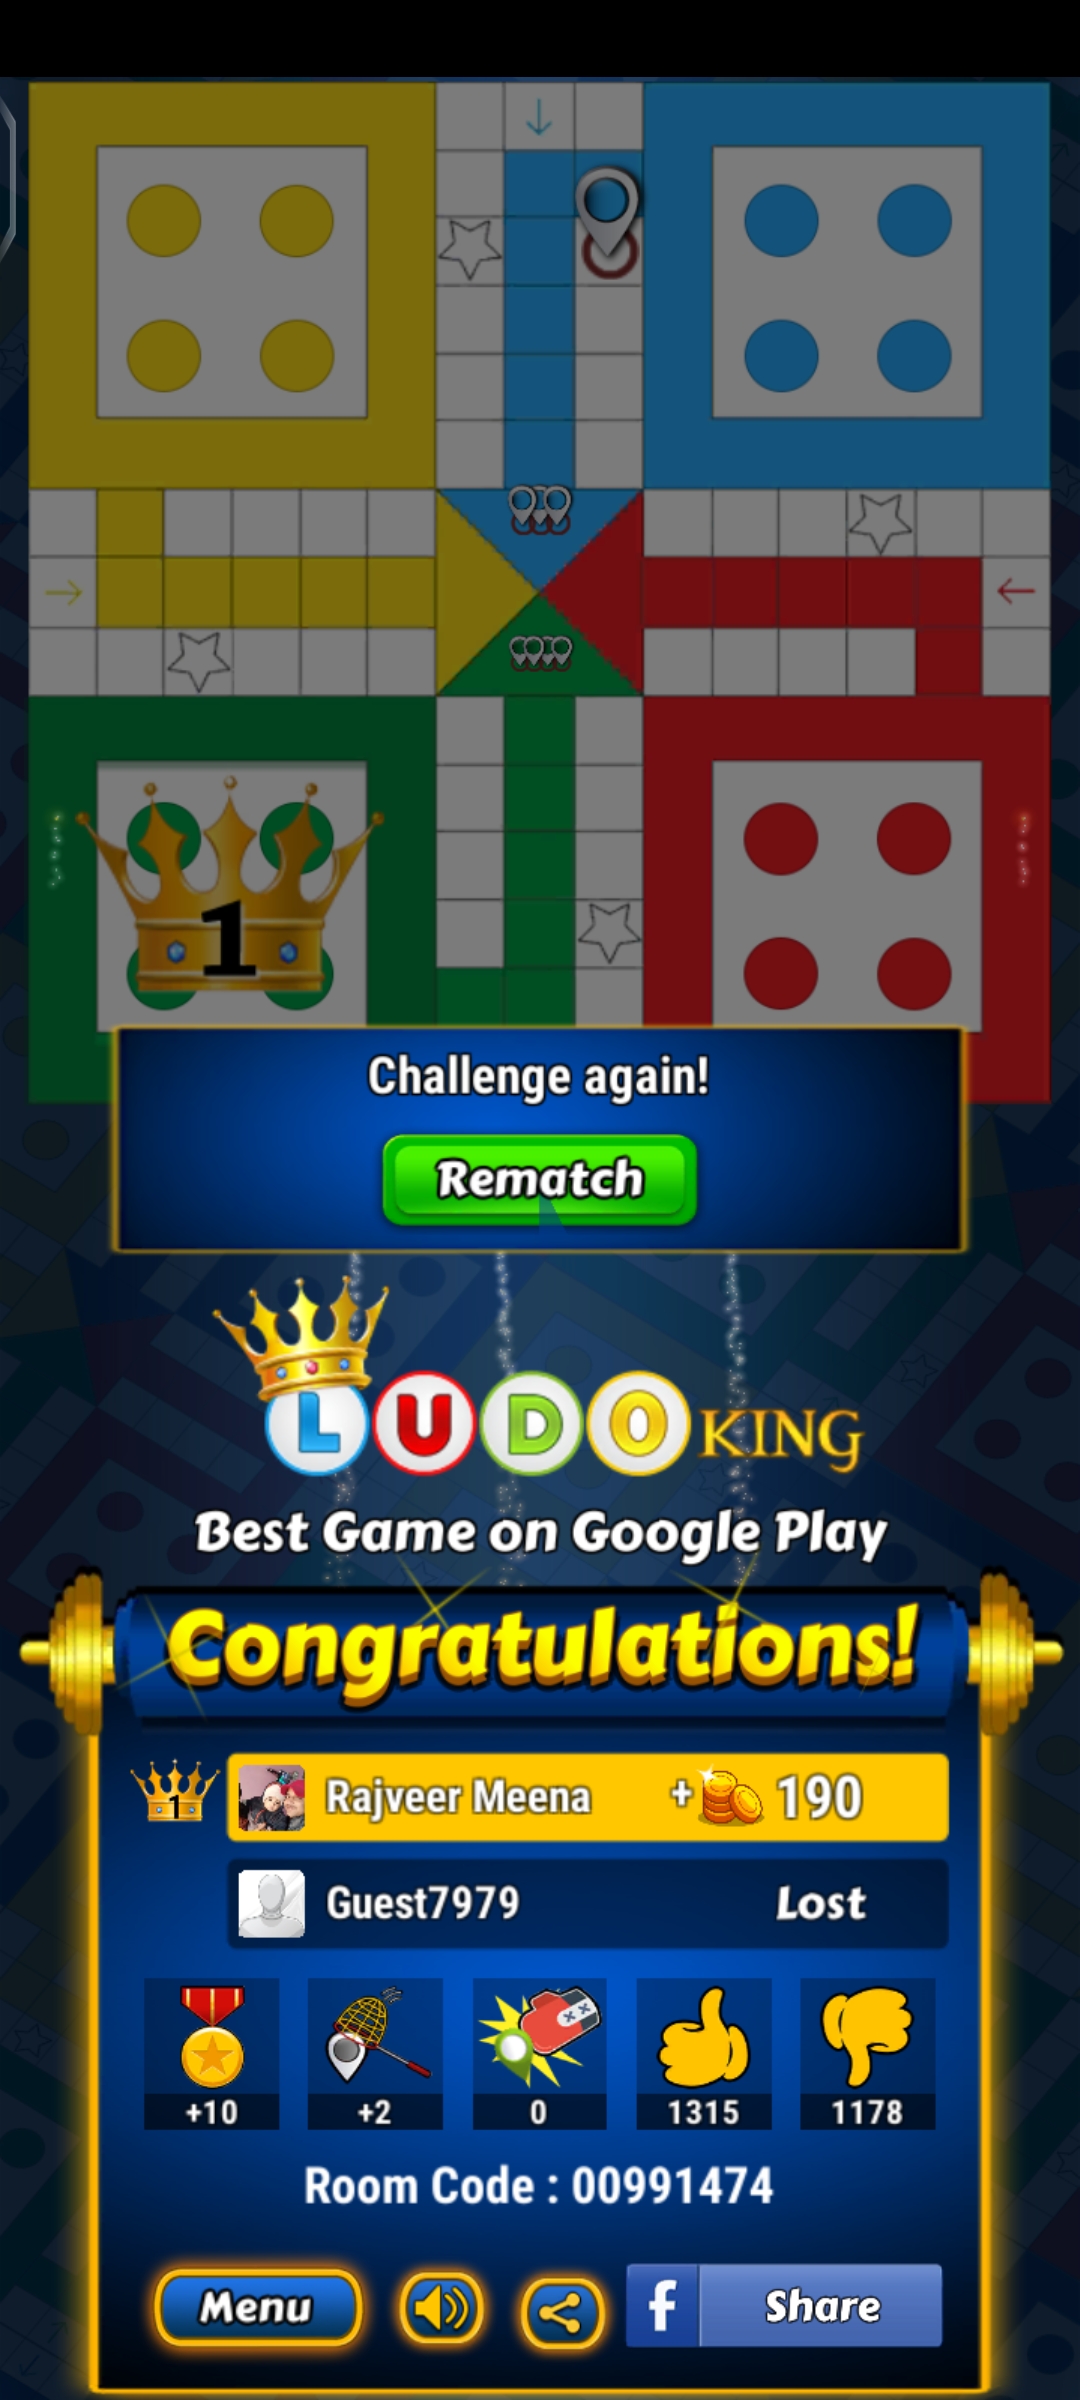 1
Challenge again!
Rematch
LUDO KING
Best Game on Google Play
Congratulations!
1 Rajveer Meena + 190
Guest7979 Lost
+10 +2 0 1315 1178
Room Code : 00991474
Menu f Share